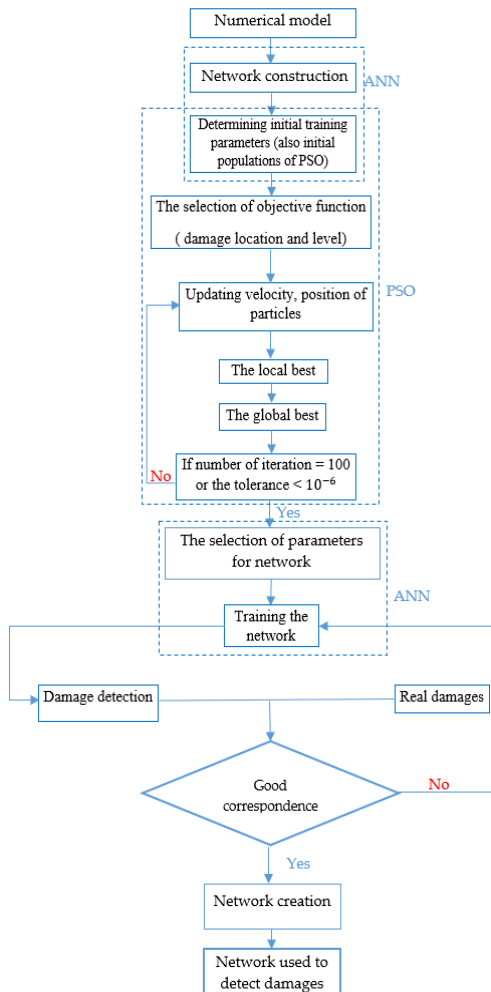 Numerical model
Network construction
ANN
Determining initial training
parameters (also initial
populations of PSO)
The selection of objective function
( damage location and level)
Updating velocity, position of
particles
PSO
The local best
The global best
If number of iteration = 100
or the tolerance < 10⁻⁶
No
Yes
The selection of parameters
for network
ANN
Training the
network
Damage detection
Real damages
Good
correspondence
No
Yes
Network creation
Network used to
detect damages